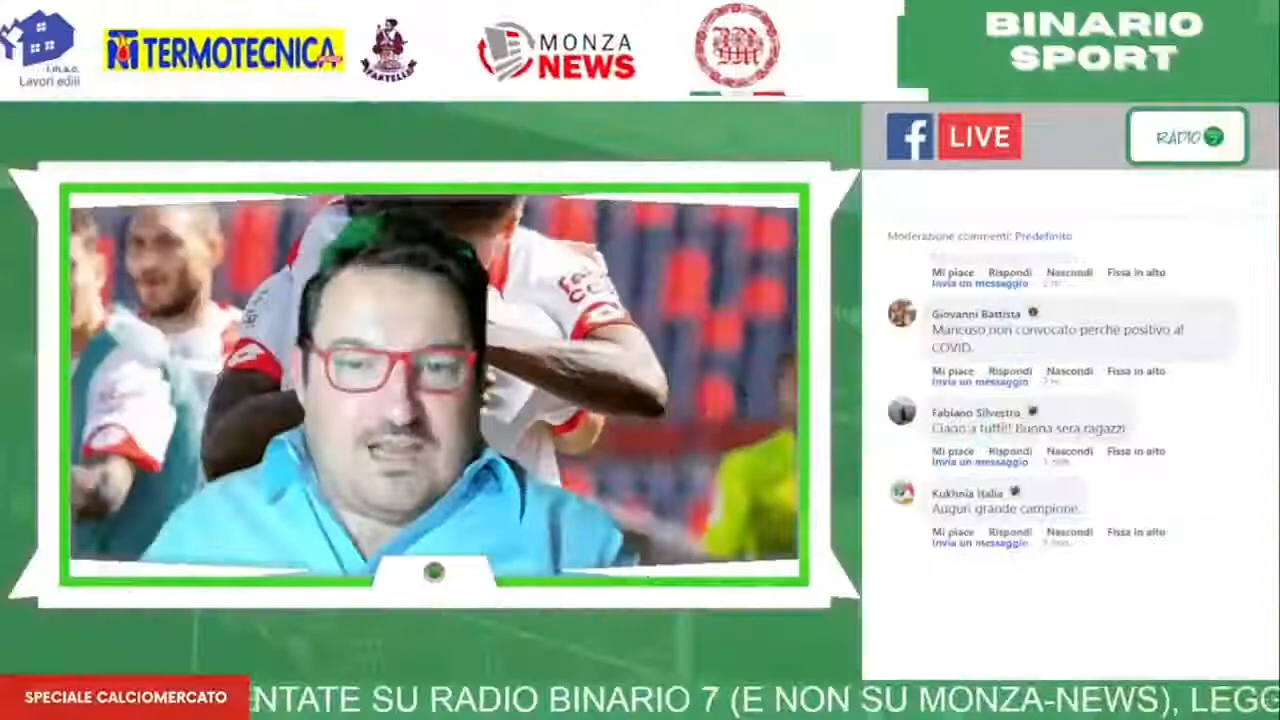 BINARIO
SPORT
i.m.a.c.
Lavori edili
TERMOTECNICA
MONZA
NEWS
LIVE
RADIO
Moderazione commenti: Predefinito
Mi piace Rispondi Nascondi Fissa in alto
Invia un messaggio
Giovanni Battista
Mancuso non convocato perché positivo al
COVID.
Mi piace Rispondi Nascondi Fissa in alto
Invia un messaggio
Fabiano Silvestro
Ciaoo a tutti!! Buona sera ragazzi
Mi piace Rispondi Nascondi Fissa in alto
Invia un messaggio
Kukhnia Italia
Auguri grande campione.
Mi piace Rispondi Nascondi Fissa in alto
Invia un messaggio
SPECIALE CALCIOMERCATO
ENTATE SU RADIO BINARIO 7 (E NON SU MONZA-NEWS), LEGG